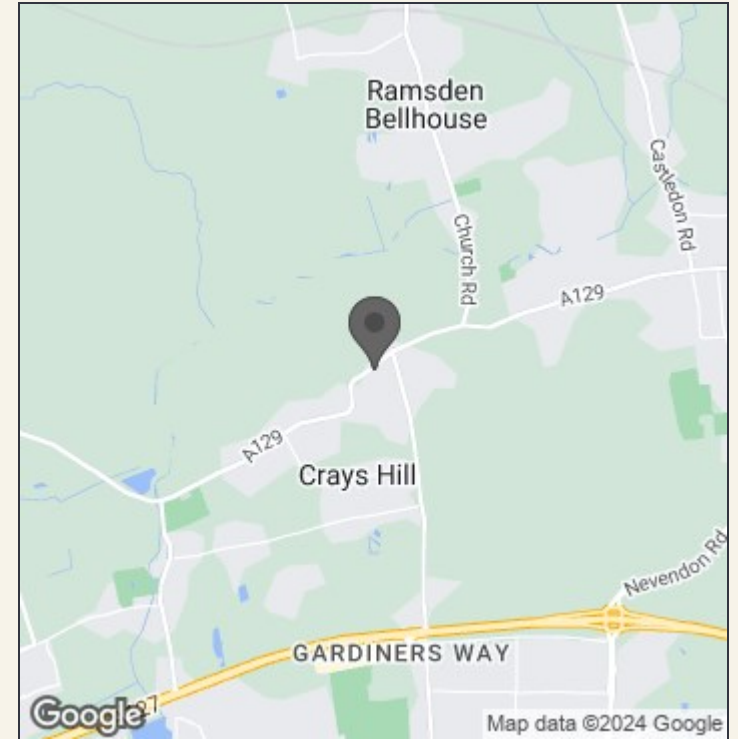 Ramsden
Bellhouse
Castledon Rd
Church Rd
A129
A129
Crays Hill
Nevendon Rd
GARDINERS WAY
Google
Map data ©2024 Google